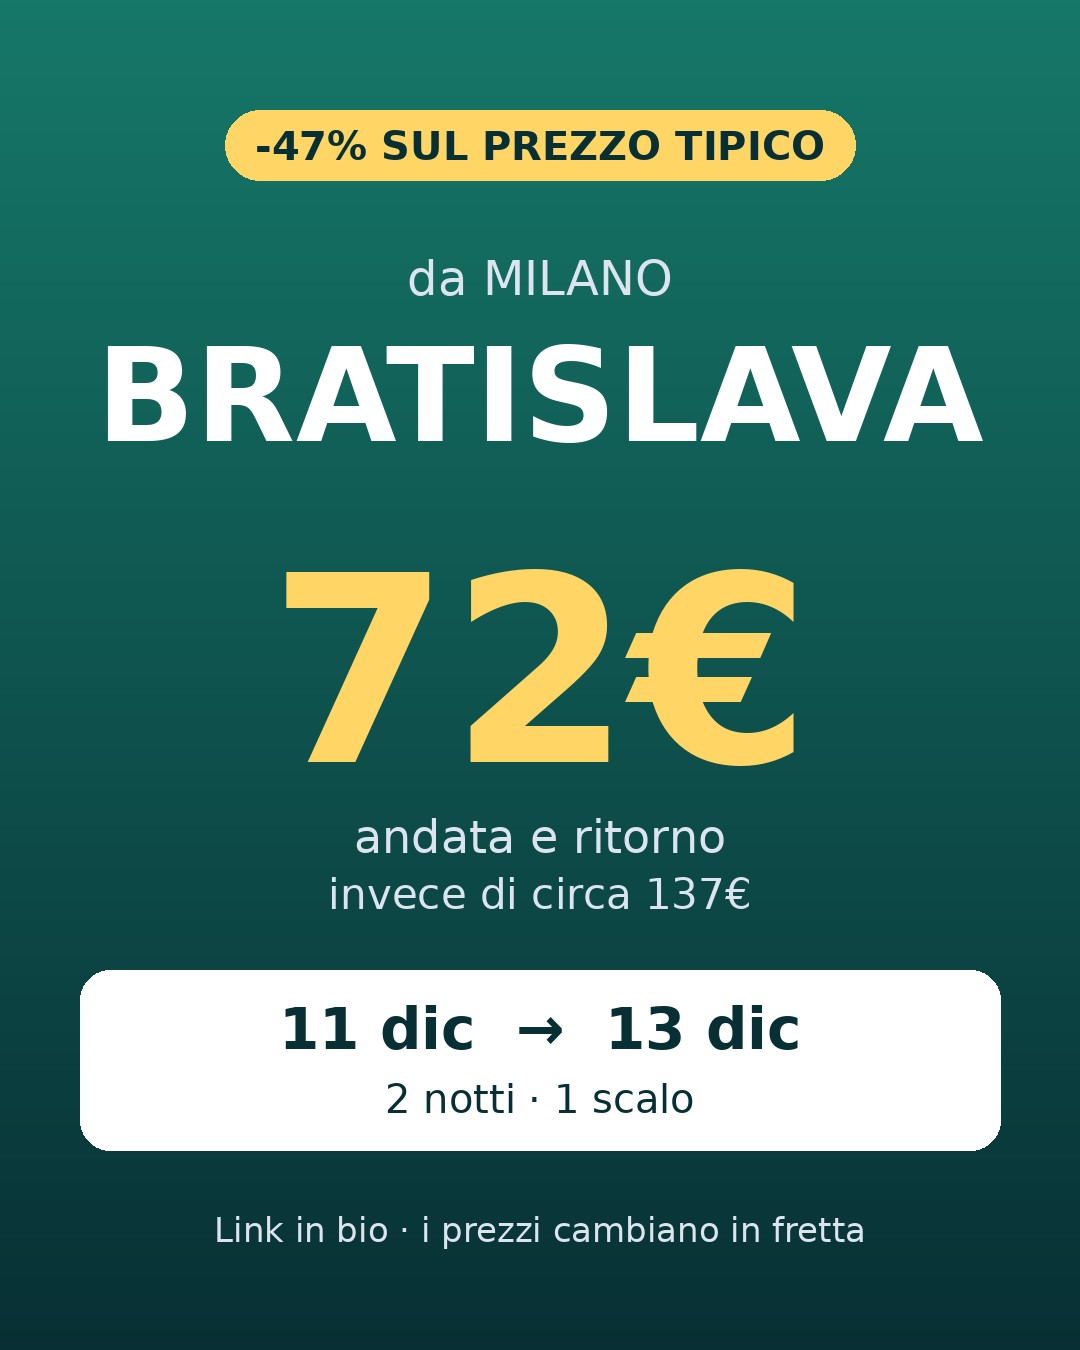 -47% SUL PREZZO TIPICO
da MILANO
BRATISLAVA
72€
andata e ritorno
invece di circa 137€
11 dic → 13 dic
2 notti · 1 scalo
Link in bio · i prezzi cambiano in fretta